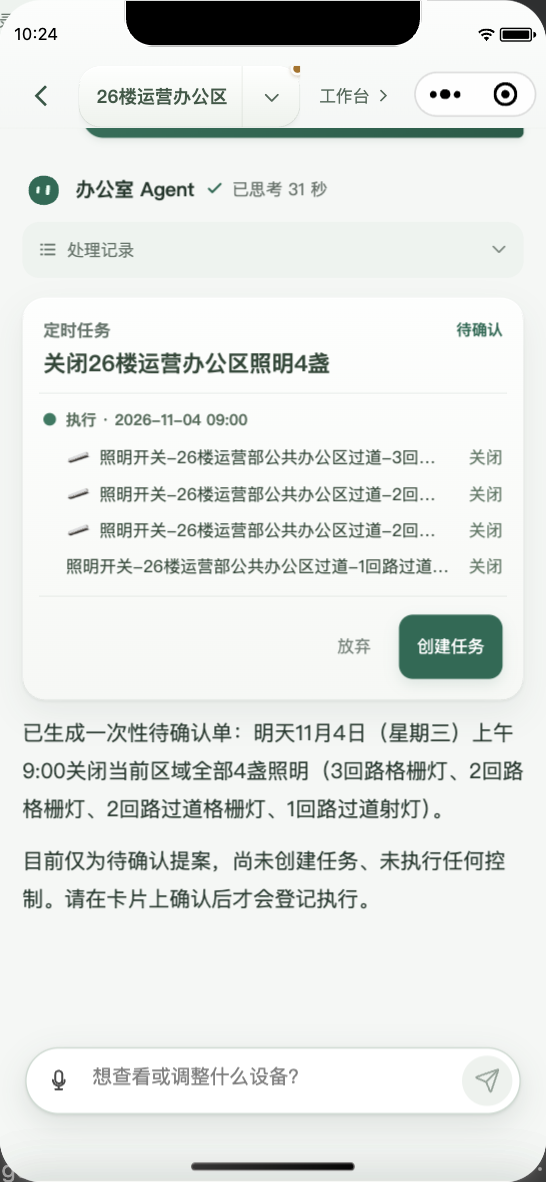 10:24
26楼运营办公区
工作台
办公室 Agent
已思考 31 秒
处理记录
定时任务
待确认
关闭26楼运营办公区照明4盏
执行 · 2026-11-04 09:00
照明开关-26楼运营部公共办公区过道-3回... 关闭
照明开关-26楼运营部公共办公区过道-2回... 关闭
照明开关-26楼运营部公共办公区过道-2回... 关闭
照明开关-26楼运营部公共办公区过道-1回路过道... 关闭
放弃
创建任务
已生成一次性待确认单：明天11月4日（星期三）上午
9:00关闭当前区域全部4盏照明（3回路格栅灯、2回路
格栅灯、2回路过道格栅灯、1回路过道射灯）。
目前仅为待确认提案，尚未创建任务、未执行任何控
制。请在卡片上确认后才会登记执行。
想查看或调整什么设备？